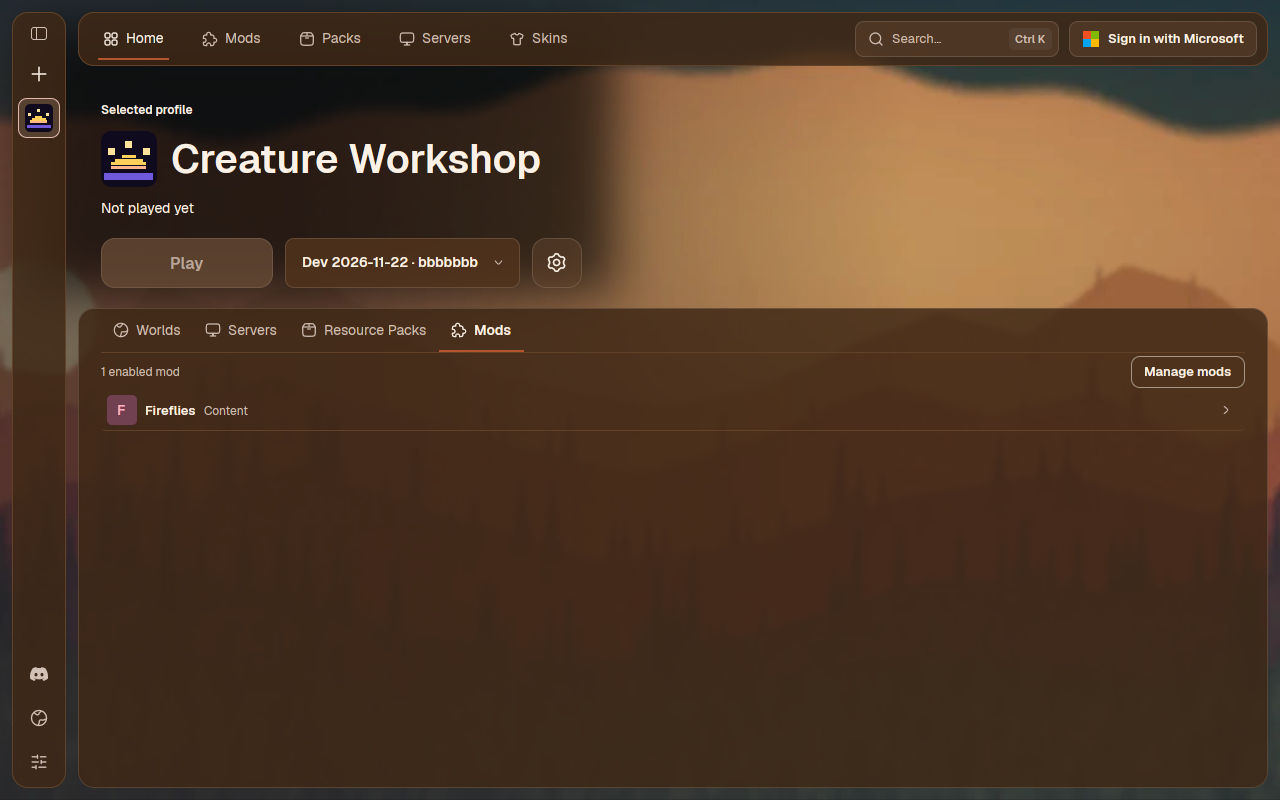 Home
Mods
Packs
Servers
Skins
Search...
Ctrl K
Sign in with Microsoft
Selected profile
Creature Workshop
Not played yet
Play
Dev 2026-11-22 · bbbbbbb
Worlds
Servers
Resource Packs
Mods
1 enabled mod
Manage mods
F
Fireflies Content